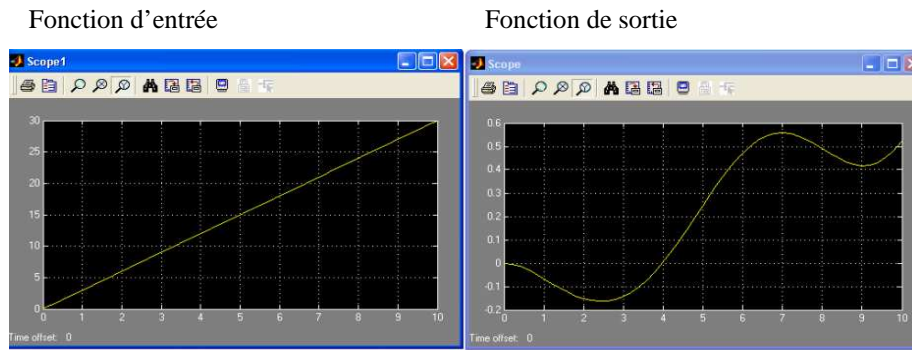 Fonction d’entrée
Fonction de sortie
Scope1
Scope
30
25
20
15
10
5
0
0 1 2 3 4 5 6 7 8 9 10
Time offset: 0
0.6
0.5
0.4
0.3
0.2
0.1
0
-0.1
-0.2
0 1 2 3 4 5 6 7 8 9 10
Time offset: 0